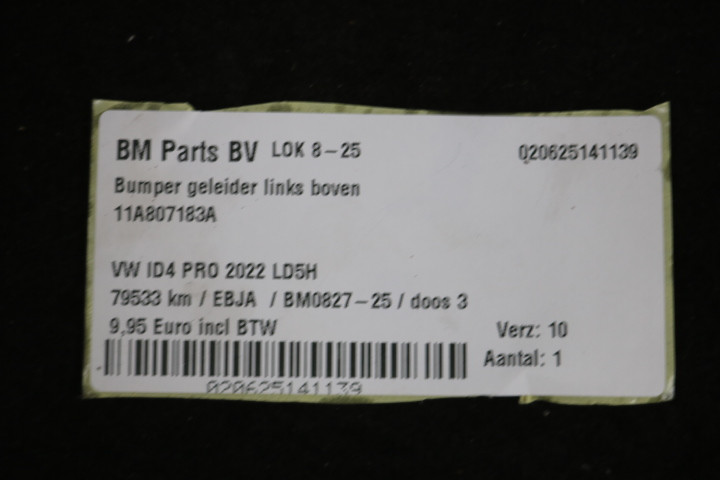 BM Parts BV LOK 8-25 020625141139
Bumper geleider links boven
11A807183A
VW ID4 PRO 2022 LD5H
79533 km / EBJA / BM0827-25 / doos 3
9,95 Euro incl BTW Verz: 10
Aantal: 1
020625141139